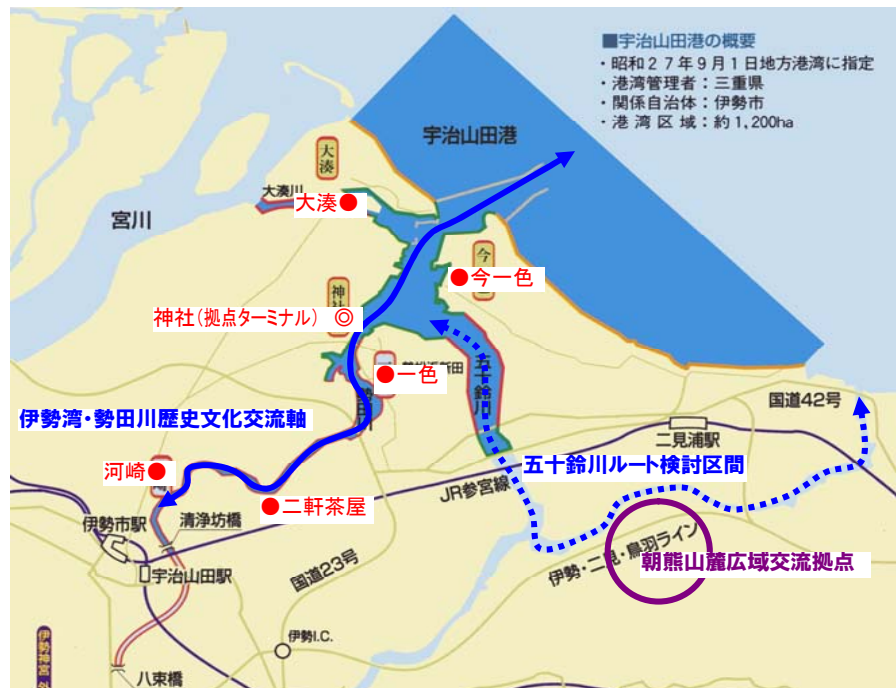 ■宇治山田港の概要
・昭和27年9月1日地方港湾に指定
・港湾管理者：三重県
・関係自治体：伊勢市
・港湾区域：約1,200ha
宇治山田港
大湊
大湊川
大湊●
宮川
今
●今一色
神社
神社（拠点ターミナル） ◎
●一色
勢田川
五十鈴川
伊勢湾・勢田川歴史文化交流軸
国道42号
二見浦駅
五十鈴川ルート検討区間
JR参宮線
河崎●
●二軒茶屋
伊勢市駅
清浄坊橋
宇治山田駅
国道23号
伊勢・二見・鳥羽ライン
朝熊山麓広域交流拠点
伊勢I.C.
伊勢神宮
八束橋